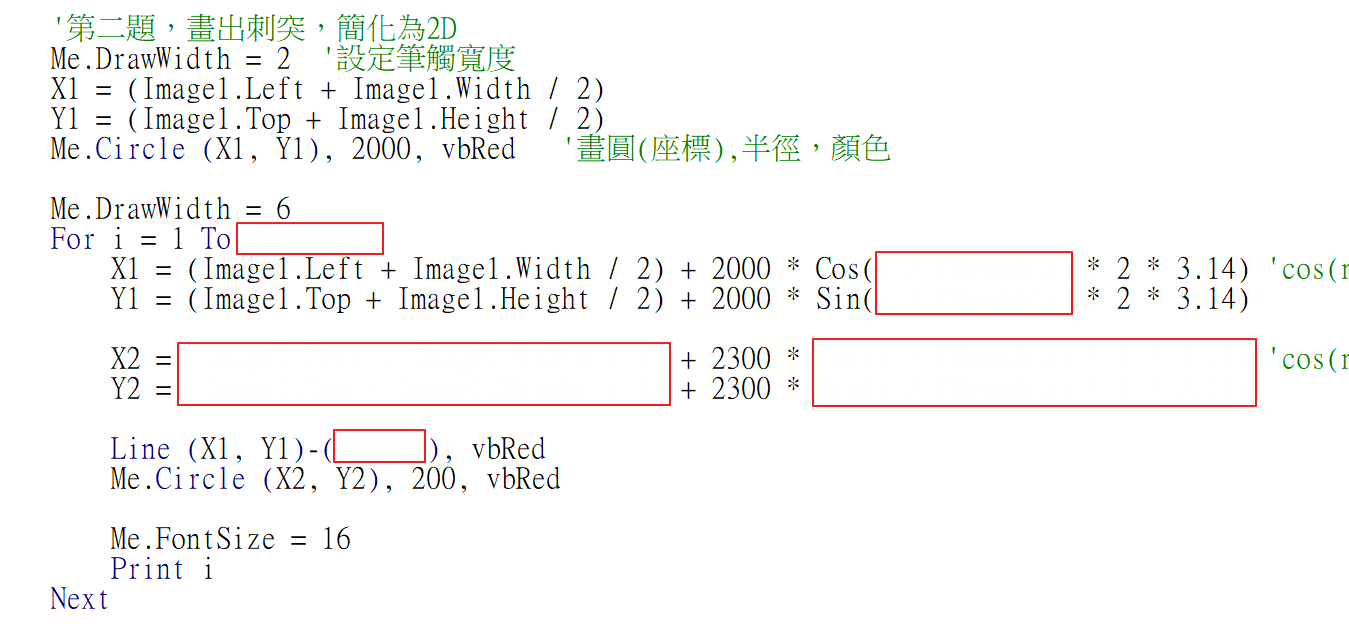 '第二題，畫出刺突，簡化為2D
Me.DrawWidth = 2  '設定筆觸寬度
X1 = (Image1.Left + Image1.Width / 2)
Y1 = (Image1.Top + Image1.Height / 2)
Me.Circle (X1, Y1), 2000, vbRed   '畫圓(座標),半徑，顏色
Me.DrawWidth = 6
For i = 1 To
X1 = (Image1.Left + Image1.Width / 2) + 2000 * Cos( * 2 * 3.14) 'cos(r
Y1 = (Image1.Top + Image1.Height / 2) + 2000 * Sin( * 2 * 3.14)
X2 = + 2300 * 'cos(r
Y2 = + 2300 *
Line (X1, Y1)-(), vbRed
Me.Circle (X2, Y2), 200, vbRed
Me.FontSize = 16
Print i
Next